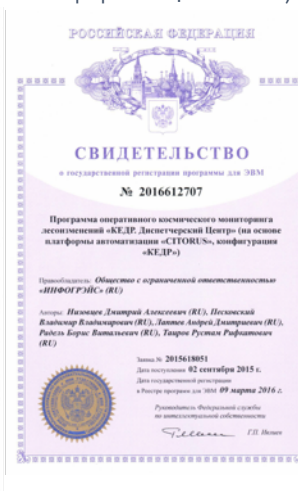 РОССИЙСКАЯ ФЕДЕРАЦИЯ
СВИДЕТЕЛЬСТВО
о государственной регистрации программы для ЭВМ
№ 2016612707
Программа оперативного космического мониторинга
лесоизменений «КЕДР. Диспетчерский Центр» (на основе
платформы автоматизации «CITORUS», конфигурация
«КЕДР»)
Правообладатель: Общество с ограниченной ответственностью
«ИНФОГРЭЙС» (RU)
Авторы: Низовцев Дмитрий Алексеевич (RU), Песковский
Владимир Владимирович (RU), Лаптев Андрей Дмитриевич (RU),
Ридель Борис Витальевич (RU), Таиров Рустам Рифкатович
(RU)
Заявка № 2015618051
Дата поступления 02 сентября 2015 г.
Дата государственной регистрации
в Реестре программ для ЭВМ 09 марта 2016 г.
Руководитель Федеральной службы
по интеллектуальной собственности
Г.П. Ивлиев